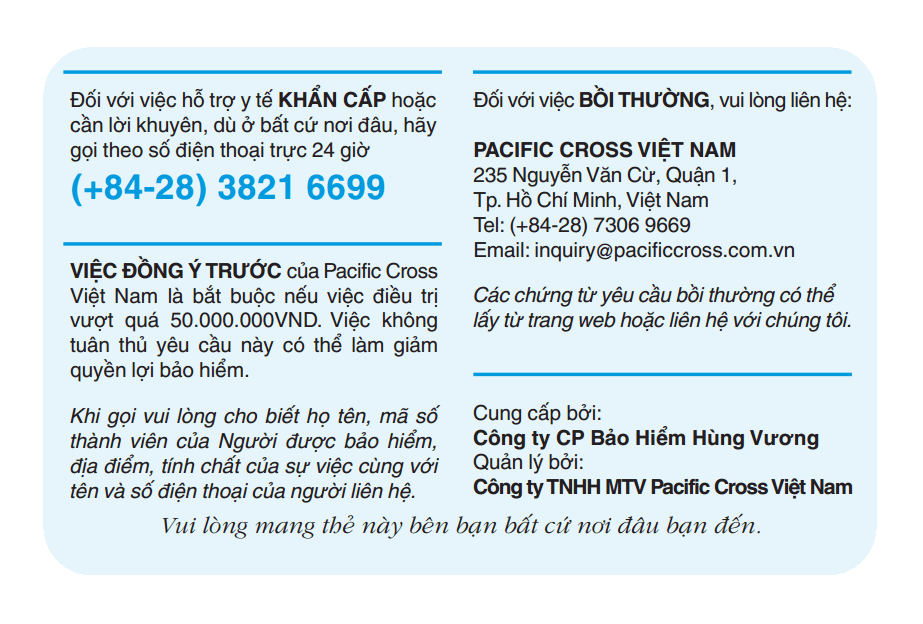 Đối với việc hỗ trợ y tế KHẨN CẤP hoặc
cần lời khuyên, dù ở bất cứ nơi đâu, hãy
gọi theo số điện thoại trực 24 giờ
(+84-28) 3821 6699
VIỆC ĐỒNG Ý TRƯỚC của Pacific Cross
Việt Nam là bắt buộc nếu việc điều trị
vượt quá 50.000.000VND. Việc không
tuân thủ yêu cầu này có thể làm giảm
quyền lợi bảo hiểm.
Khi gọi vui lòng cho biết họ tên, mã số
thành viên của Người được bảo hiểm,
địa điểm, tính chất của sự việc cùng với
tên và số điện thoại của người liên hệ.
Đối với việc BỒI THƯỜNG, vui lòng liên hệ:
PACIFIC CROSS VIỆT NAM
235 Nguyễn Văn Cừ, Quận 1,
Tp. Hồ Chí Minh, Việt Nam
Tel: (+84-28) 7306 9669
Email: inquiry@pacificcross.com.vn
Các chứng từ yêu cầu bồi thường có thể
lấy từ trang web hoặc liên hệ với chúng tôi.
Cung cấp bởi:
Công ty CP Bảo Hiểm Hùng Vương
Quản lý bởi:
Công ty TNHH MTV Pacific Cross Việt Nam
Vui lòng mang thẻ này bên bạn bất cứ nơi đâu bạn đến.